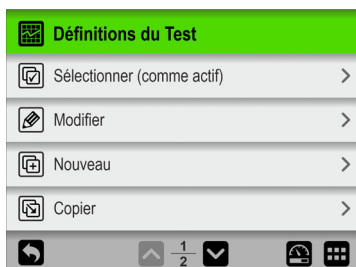 Définitions du Test
Sélectionner (comme actif)
Modifier
Nouveau
Copier
1
2